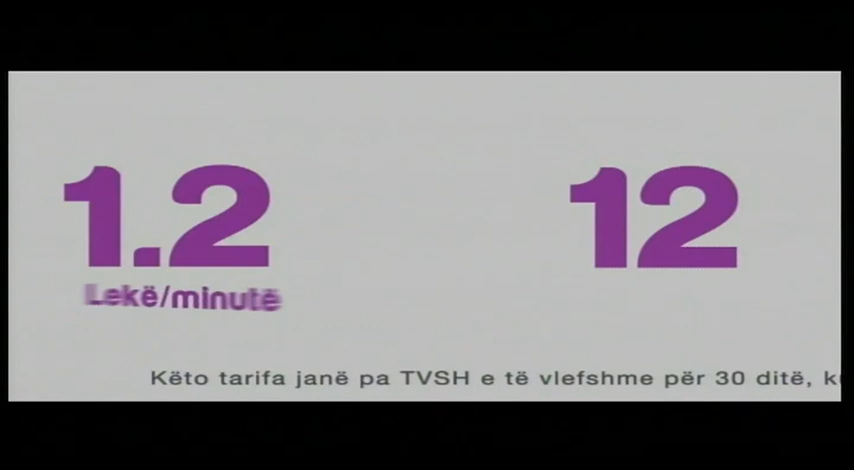 1.2 12
Lekë/minutë
Këto tarifa janë pa TVSH e të vlefshme për 30 ditë,